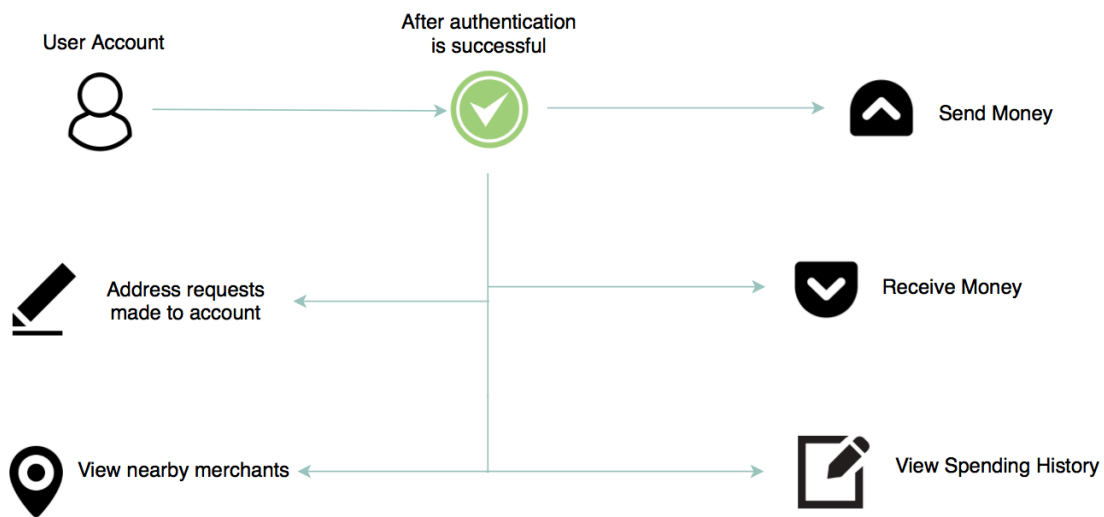 User Account
After authentication
is successful
Send Money
Address requests
made to account
Receive Money
View nearby merchants
View Spending History